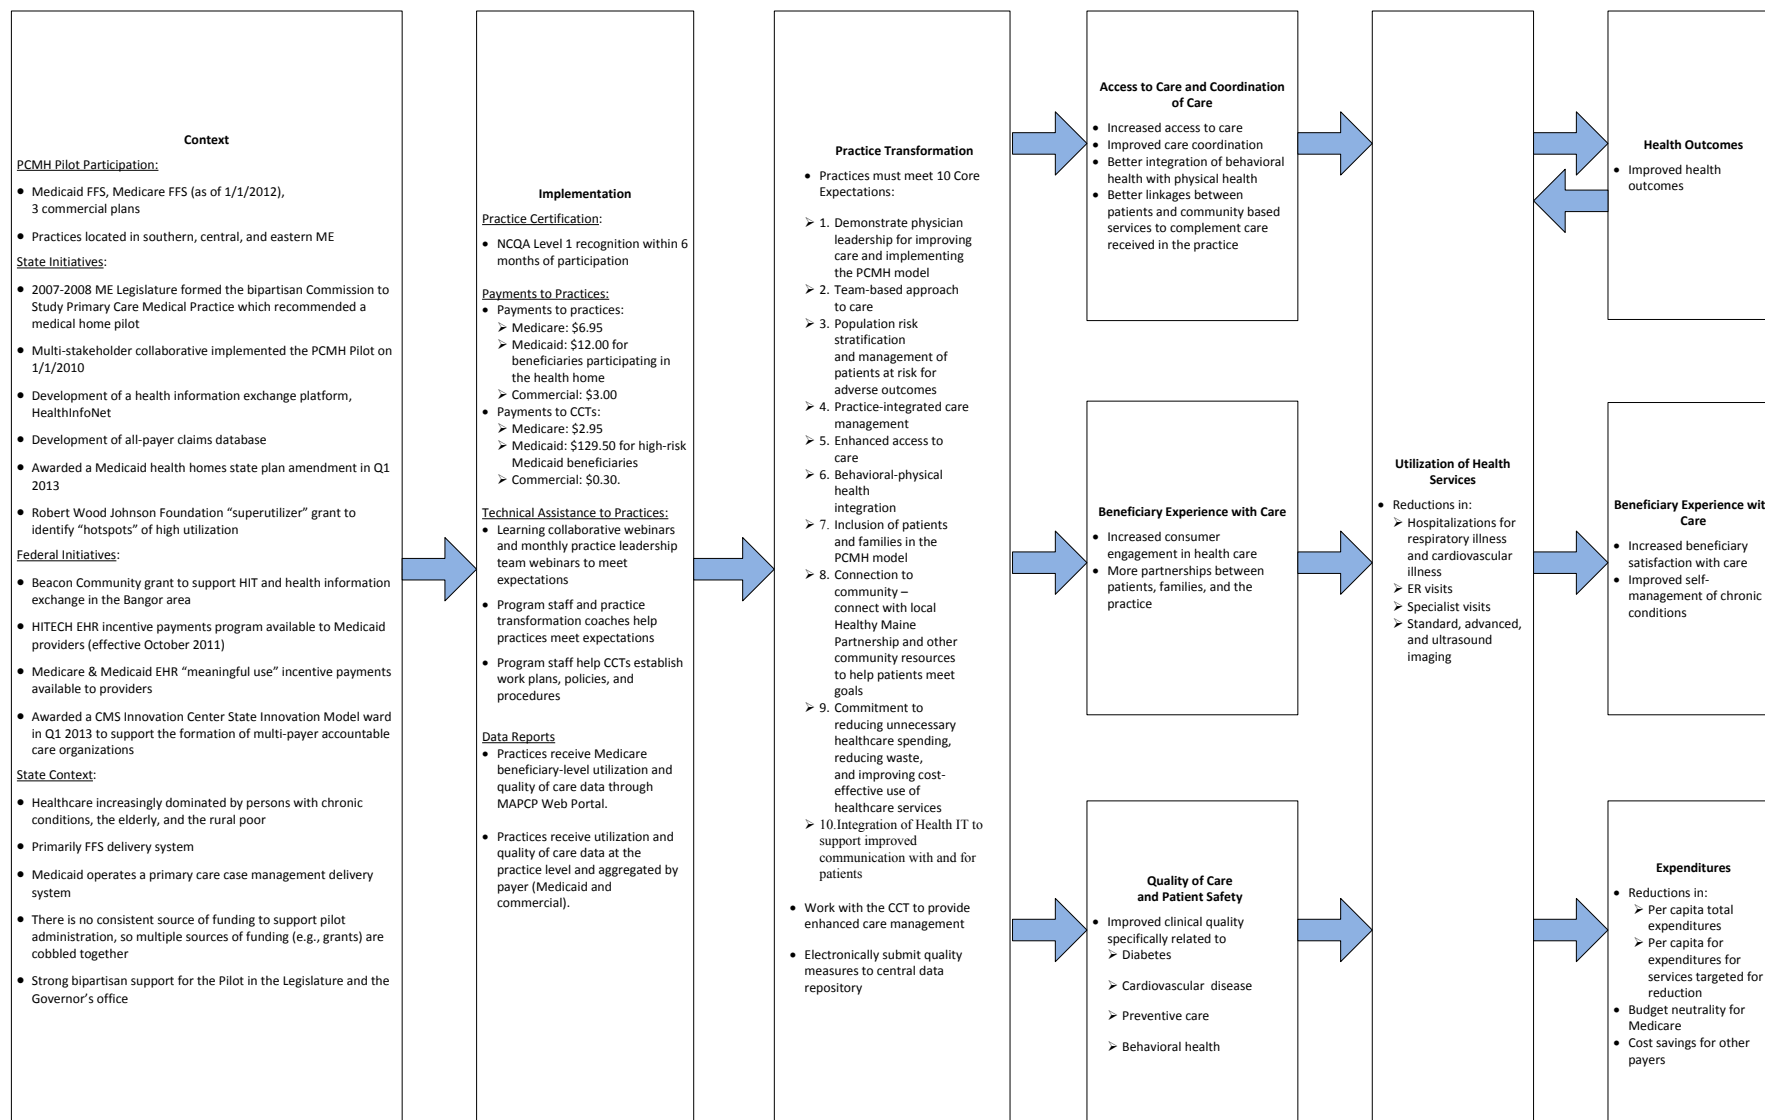 Context
PCMH Pilot Participation:
• Medicaid FFS, Medicare FFS (as of 1/1/2012),
3 commercial plans
• Practices located in southern, central, and eastern ME
State Initiatives:
• 2007-2008 ME Legislature formed the bipartisan Commission to
Study Primary Care Medical Practice which recommended a
medical home pilot
• Multi-stakeholder collaborative implemented the PCMH Pilot on
1/1/2010
• Development of a health information exchange platform,
HealthInfoNet
• Development of all-payer claims database
• Awarded a Medicaid health homes state plan amendment in Q1
2013
• Robert Wood Johnson Foundation “superutilizer” grant to
identify “hotspots” of high utilization
Federal Initiatives:
• Beacon Community grant to support HIT and health information
exchange in the Bangor area
• HITECH EHR incentive payments program available to Medicaid
providers (effective October 2011)
• Medicare & Medicaid EHR “meaningful use” incentive payments
available to providers
• Awarded a CMS Innovation Center State Innovation Model ward
in Q1 2013 to support the formation of multi-payer accountable
care organizations
State Context:
• Healthcare increasingly dominated by persons with chronic
conditions, the elderly, and the rural poor
• Primarily FFS delivery system
• Medicaid operates a primary care case management delivery
system
• There is no consistent source of funding to support pilot
administration, so multiple sources of funding (e.g., grants) are
cobbled together
• Strong bipartisan support for the Pilot in the Legislature and the
Governor’s office
Implementation
Practice Certification:
• NCQA Level 1 recognition within 6
months of participation
Payments to Practices:
• Payments to practices:
➢ Medicare: $6.95
➢ Medicaid: $12.00 for
beneficiaries participating in
the health home
➢ Commercial: $3.00
• Payments to CCTs:
➢ Medicare: $2.95
➢ Medicaid: $129.50 for high-risk
Medicaid beneficiaries
➢ Commercial: $0.30.
Technical Assistance to Practices:
• Learning collaborative webinars
and monthly practice leadership
team webinars to meet
expectations
• Program staff and practice
transformation coaches help
practices meet expectations
• Program staff help CCTs establish
work plans, policies, and
procedures
Data Reports
• Practices receive Medicare
beneficiary-level utilization and
quality of care data through
MAPCP Web Portal.
• Practices receive utilization and
quality of care data at the
practice level and aggregated by
payer (Medicaid and
commercial).
Practice Transformation
• Practices must meet 10 Core
Expectations:
➢ 1. Demonstrate physician
leadership for improving
care and implementing
the PCMH model
➢ 2. Team-based approach
to care
➢ 3. Population risk
stratification
and management of
patients at risk for
adverse outcomes
➢ 4. Practice-integrated care
management
➢ 5. Enhanced access to
care
➢ 6. Behavioral-physical
health
integration
➢ 7. Inclusion of patients
and families in the
PCMH model
➢ 8. Connection to
community –
connect with local
Healthy Maine
Partnership and other
community resources
to help patients meet
goals
➢ 9. Commitment to
reducing unnecessary
healthcare spending,
reducing waste,
and improving cost-
effective use of
healthcare services
➢ 10.Integration of Health IT to
support improved
communication with and for
patients
• Work with the CCT to provide
enhanced care management
• Electronically submit quality
measures to central data
repository
Access to Care and Coordination
of Care
• Increased access to care
• Improved care coordination
• Better integration of behavioral
health with physical health
• Better linkages between
patients and community based
services to complement care
received in the practice
Beneficiary Experience with Care
• Increased consumer
engagement in health care
• More partnerships between
patients, families, and the
practice
Quality of Care
and Patient Safety
• Improved clinical quality
specifically related to
➢ Diabetes
➢ Cardiovascular disease
➢ Preventive care
➢ Behavioral health
Utilization of Health
Services
• Reductions in:
➢ Hospitalizations for
respiratory illness
and cardiovascular
illness
➢ ER visits
➢ Specialist visits
➢ Standard, advanced,
and ultrasound
imaging
Health Outcomes
• Improved health
outcomes
Beneficiary Experience wit
Care
• Increased beneficiary
satisfaction with care
• Improved self-
management of chronic
conditions
Expenditures
• Reductions in:
➢ Per capita total
expenditures
➢ Per capita for
expenditures for
services targeted for
reduction
• Budget neutrality for
Medicare
• Cost savings for other
payers